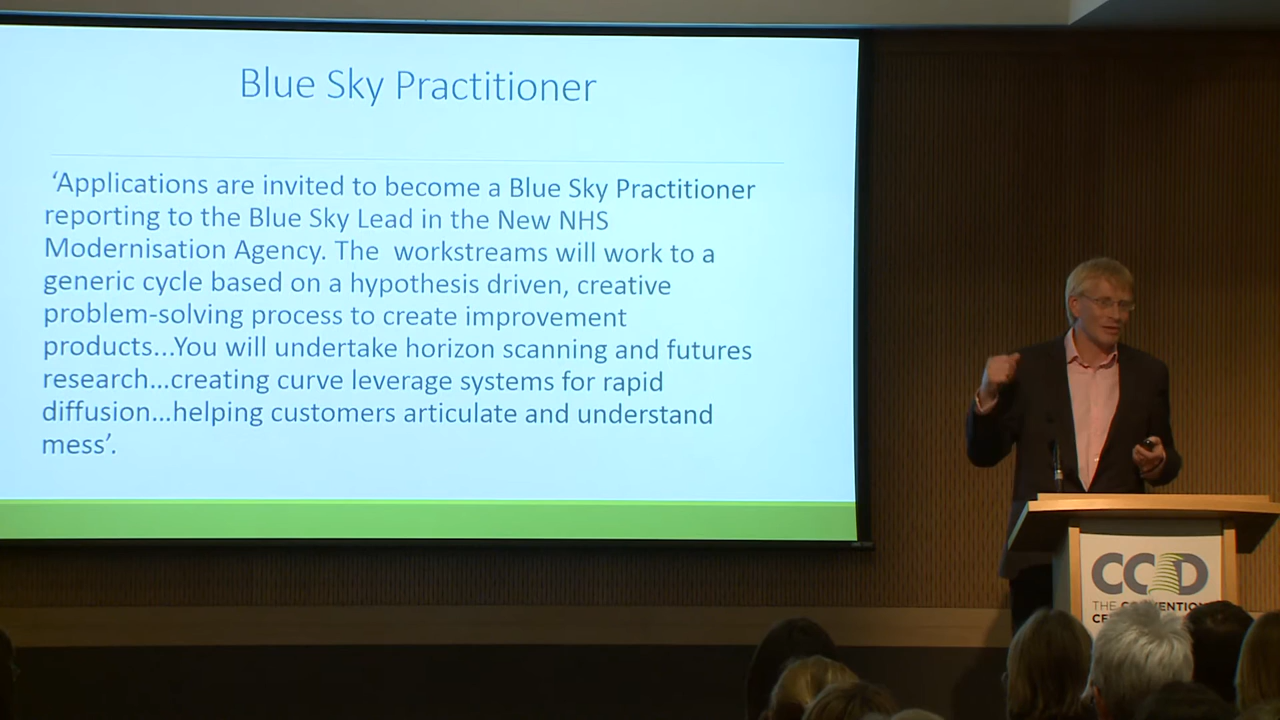 Blue Sky Practitioner
‘Applications are invited to become a Blue Sky Practitioner
reporting to the Blue Sky Lead in the New NHS
Modernisation Agency. The workstreams will work to a
generic cycle based on a hypothesis driven, creative
problem-solving process to create improvement
products...You will undertake horizon scanning and futures
research...creating curve leverage systems for rapid
diffusion...helping customers articulate and understand
mess’.
CCD
THE